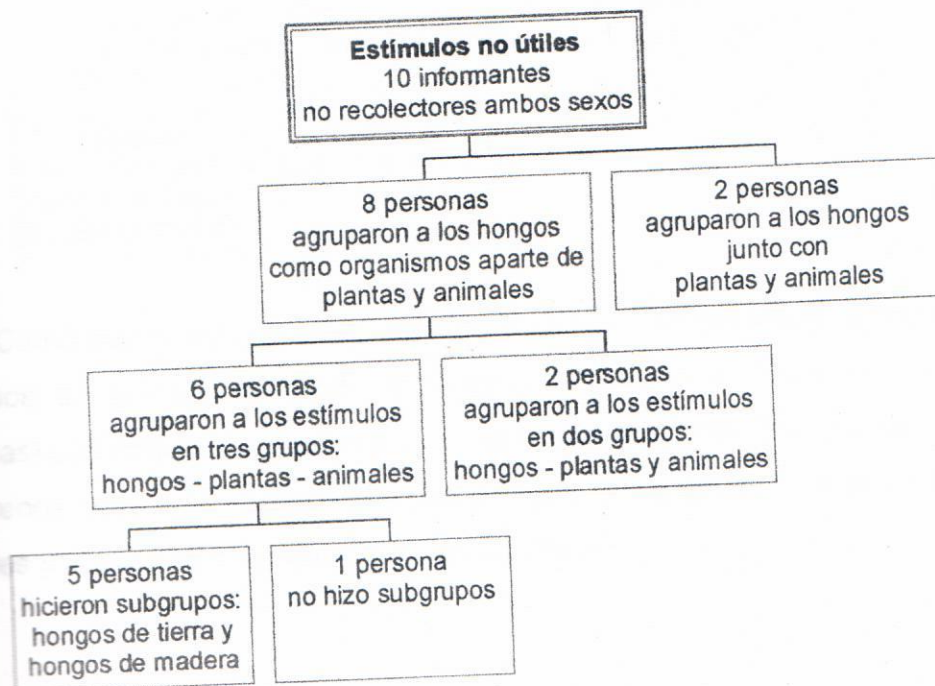 Estímulos no útiles
10 informantes
no recolectores ambos sexos
8 personas
agruparon a los hongos
como organismos aparte de
plantas y animales
2 personas
agruparon a los hongos
junto con
plantas y animales
6 personas
agruparon a los estímulos
en tres grupos:
hongos - plantas - animales
2 personas
agruparon a los estímulos
en dos grupos:
hongos - plantas y animales
5 personas
hicieron subgrupos:
hongos de tierra y
hongos de madera
1 persona
no hizo subgrupos